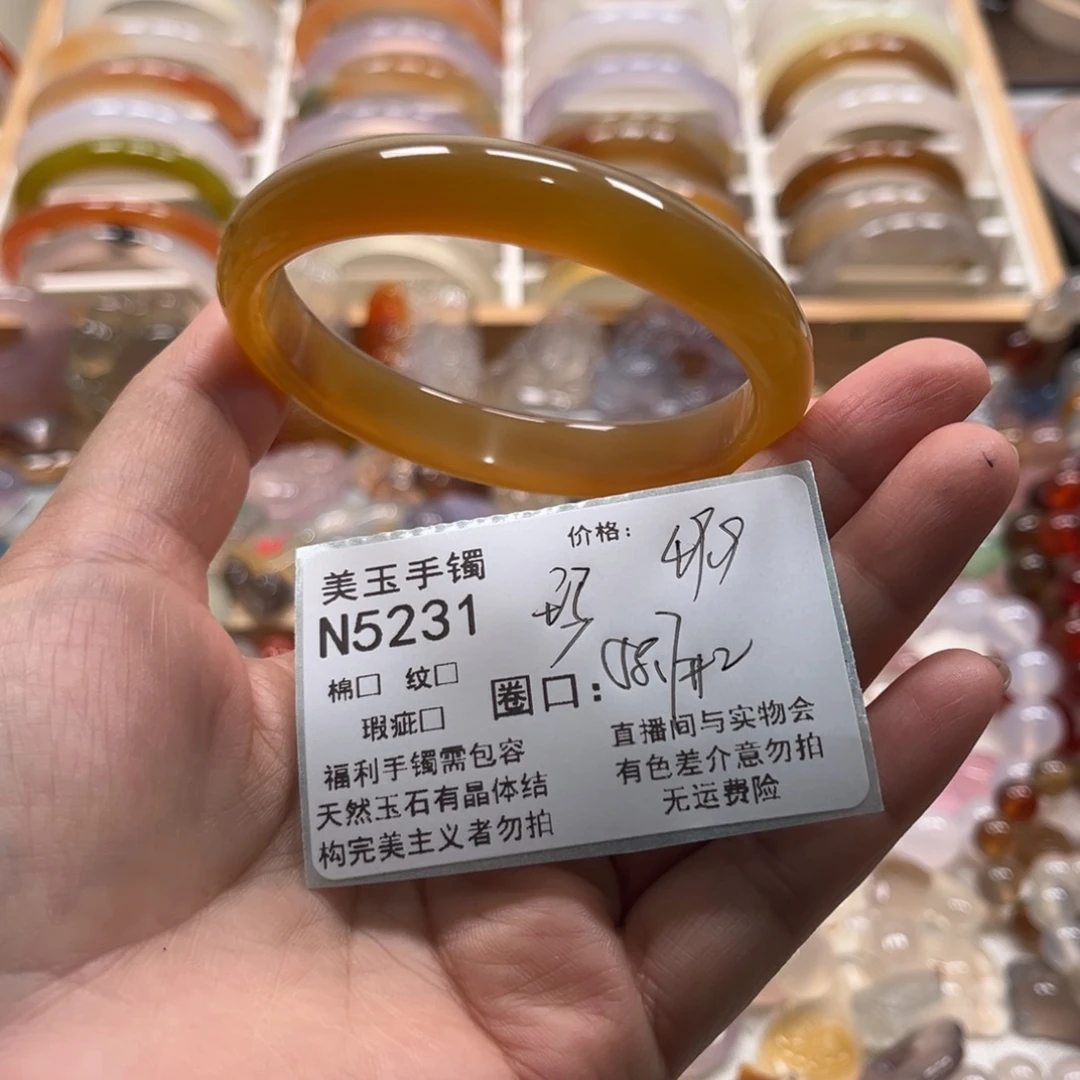 美玉手镯
价格：
N5231
棉□ 纹□
瑕疵□
圈口：
福利手镯需包容
天然玉石有晶体结
构完美主义者勿拍
直播间与实物会
有色差介意勿拍
无运费险